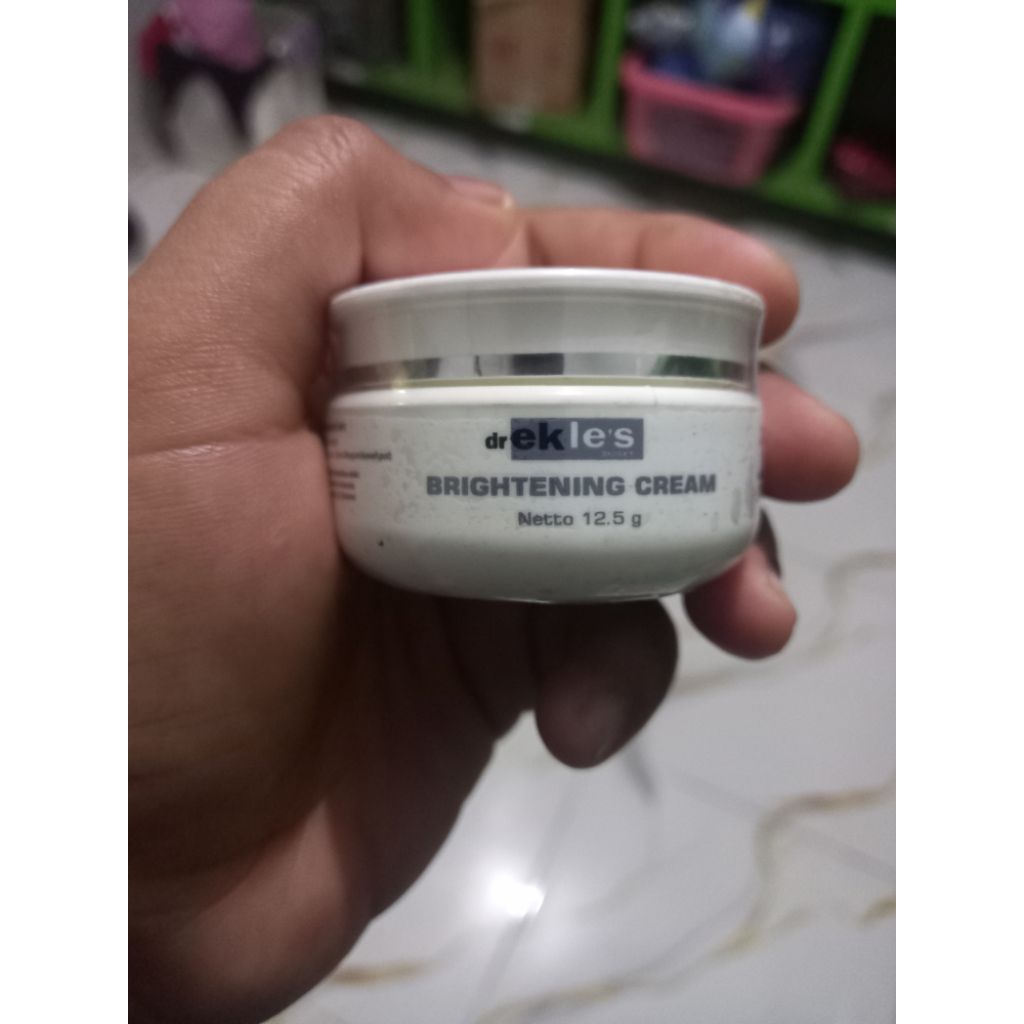 dr ekle's
BRIGHTENING CREAM
Netto 12.5 g